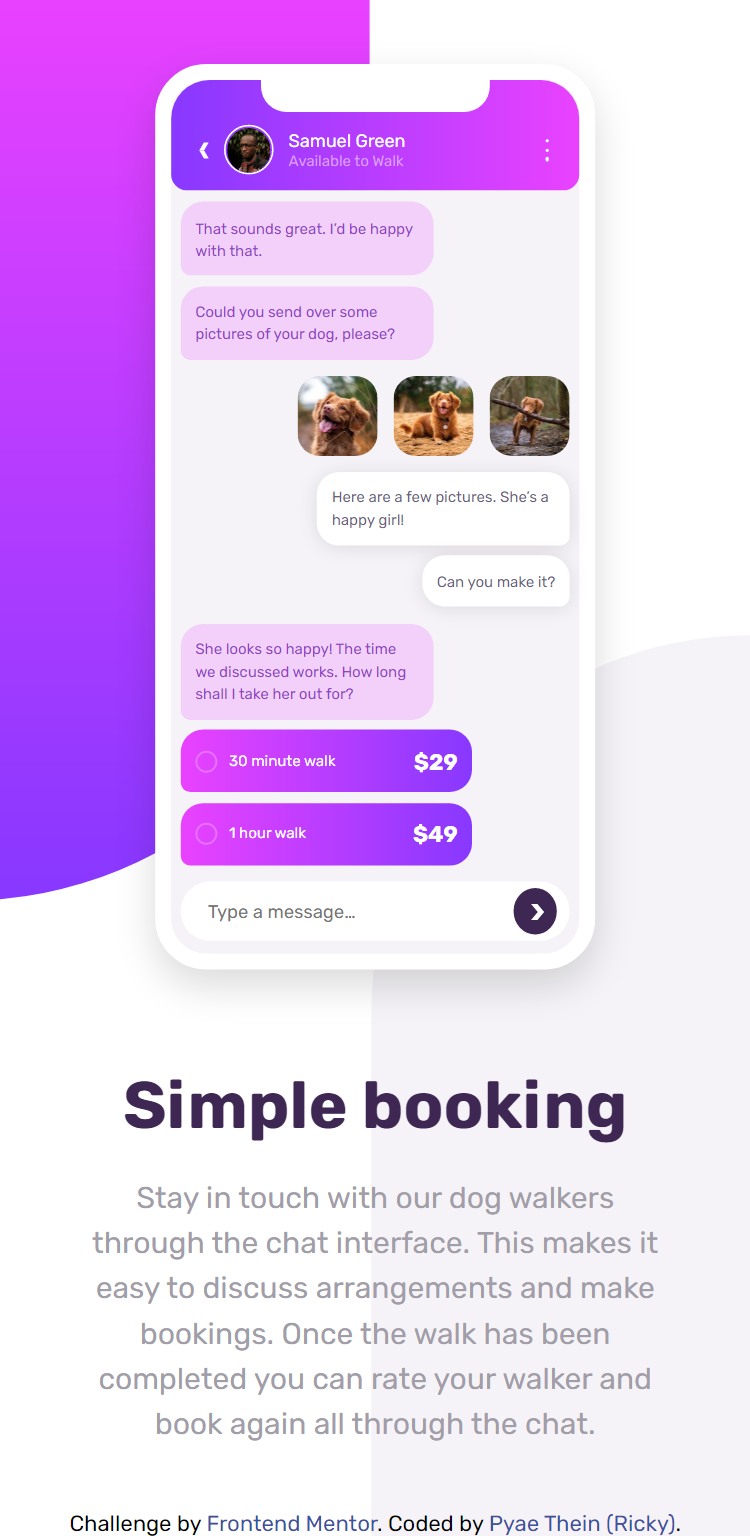 Samuel Green
Available to Walk
That sounds great. I’d be happy
with that.
Could you send over some
pictures of your dog, please?
Here are a few pictures. She’s a
happy girl!
Can you make it?
She looks so happy! The time
we discussed works. How long
shall I take her out for?
30 minute walk $29
1 hour walk $49
Type a message…
Simple booking
Stay in touch with our dog walkers
through the chat interface. This makes it
easy to discuss arrangements and make
bookings. Once the walk has been
completed you can rate your walker and
book again all through the chat.
Challenge by Frontend Mentor. Coded by Pyae Thein (Ricky).